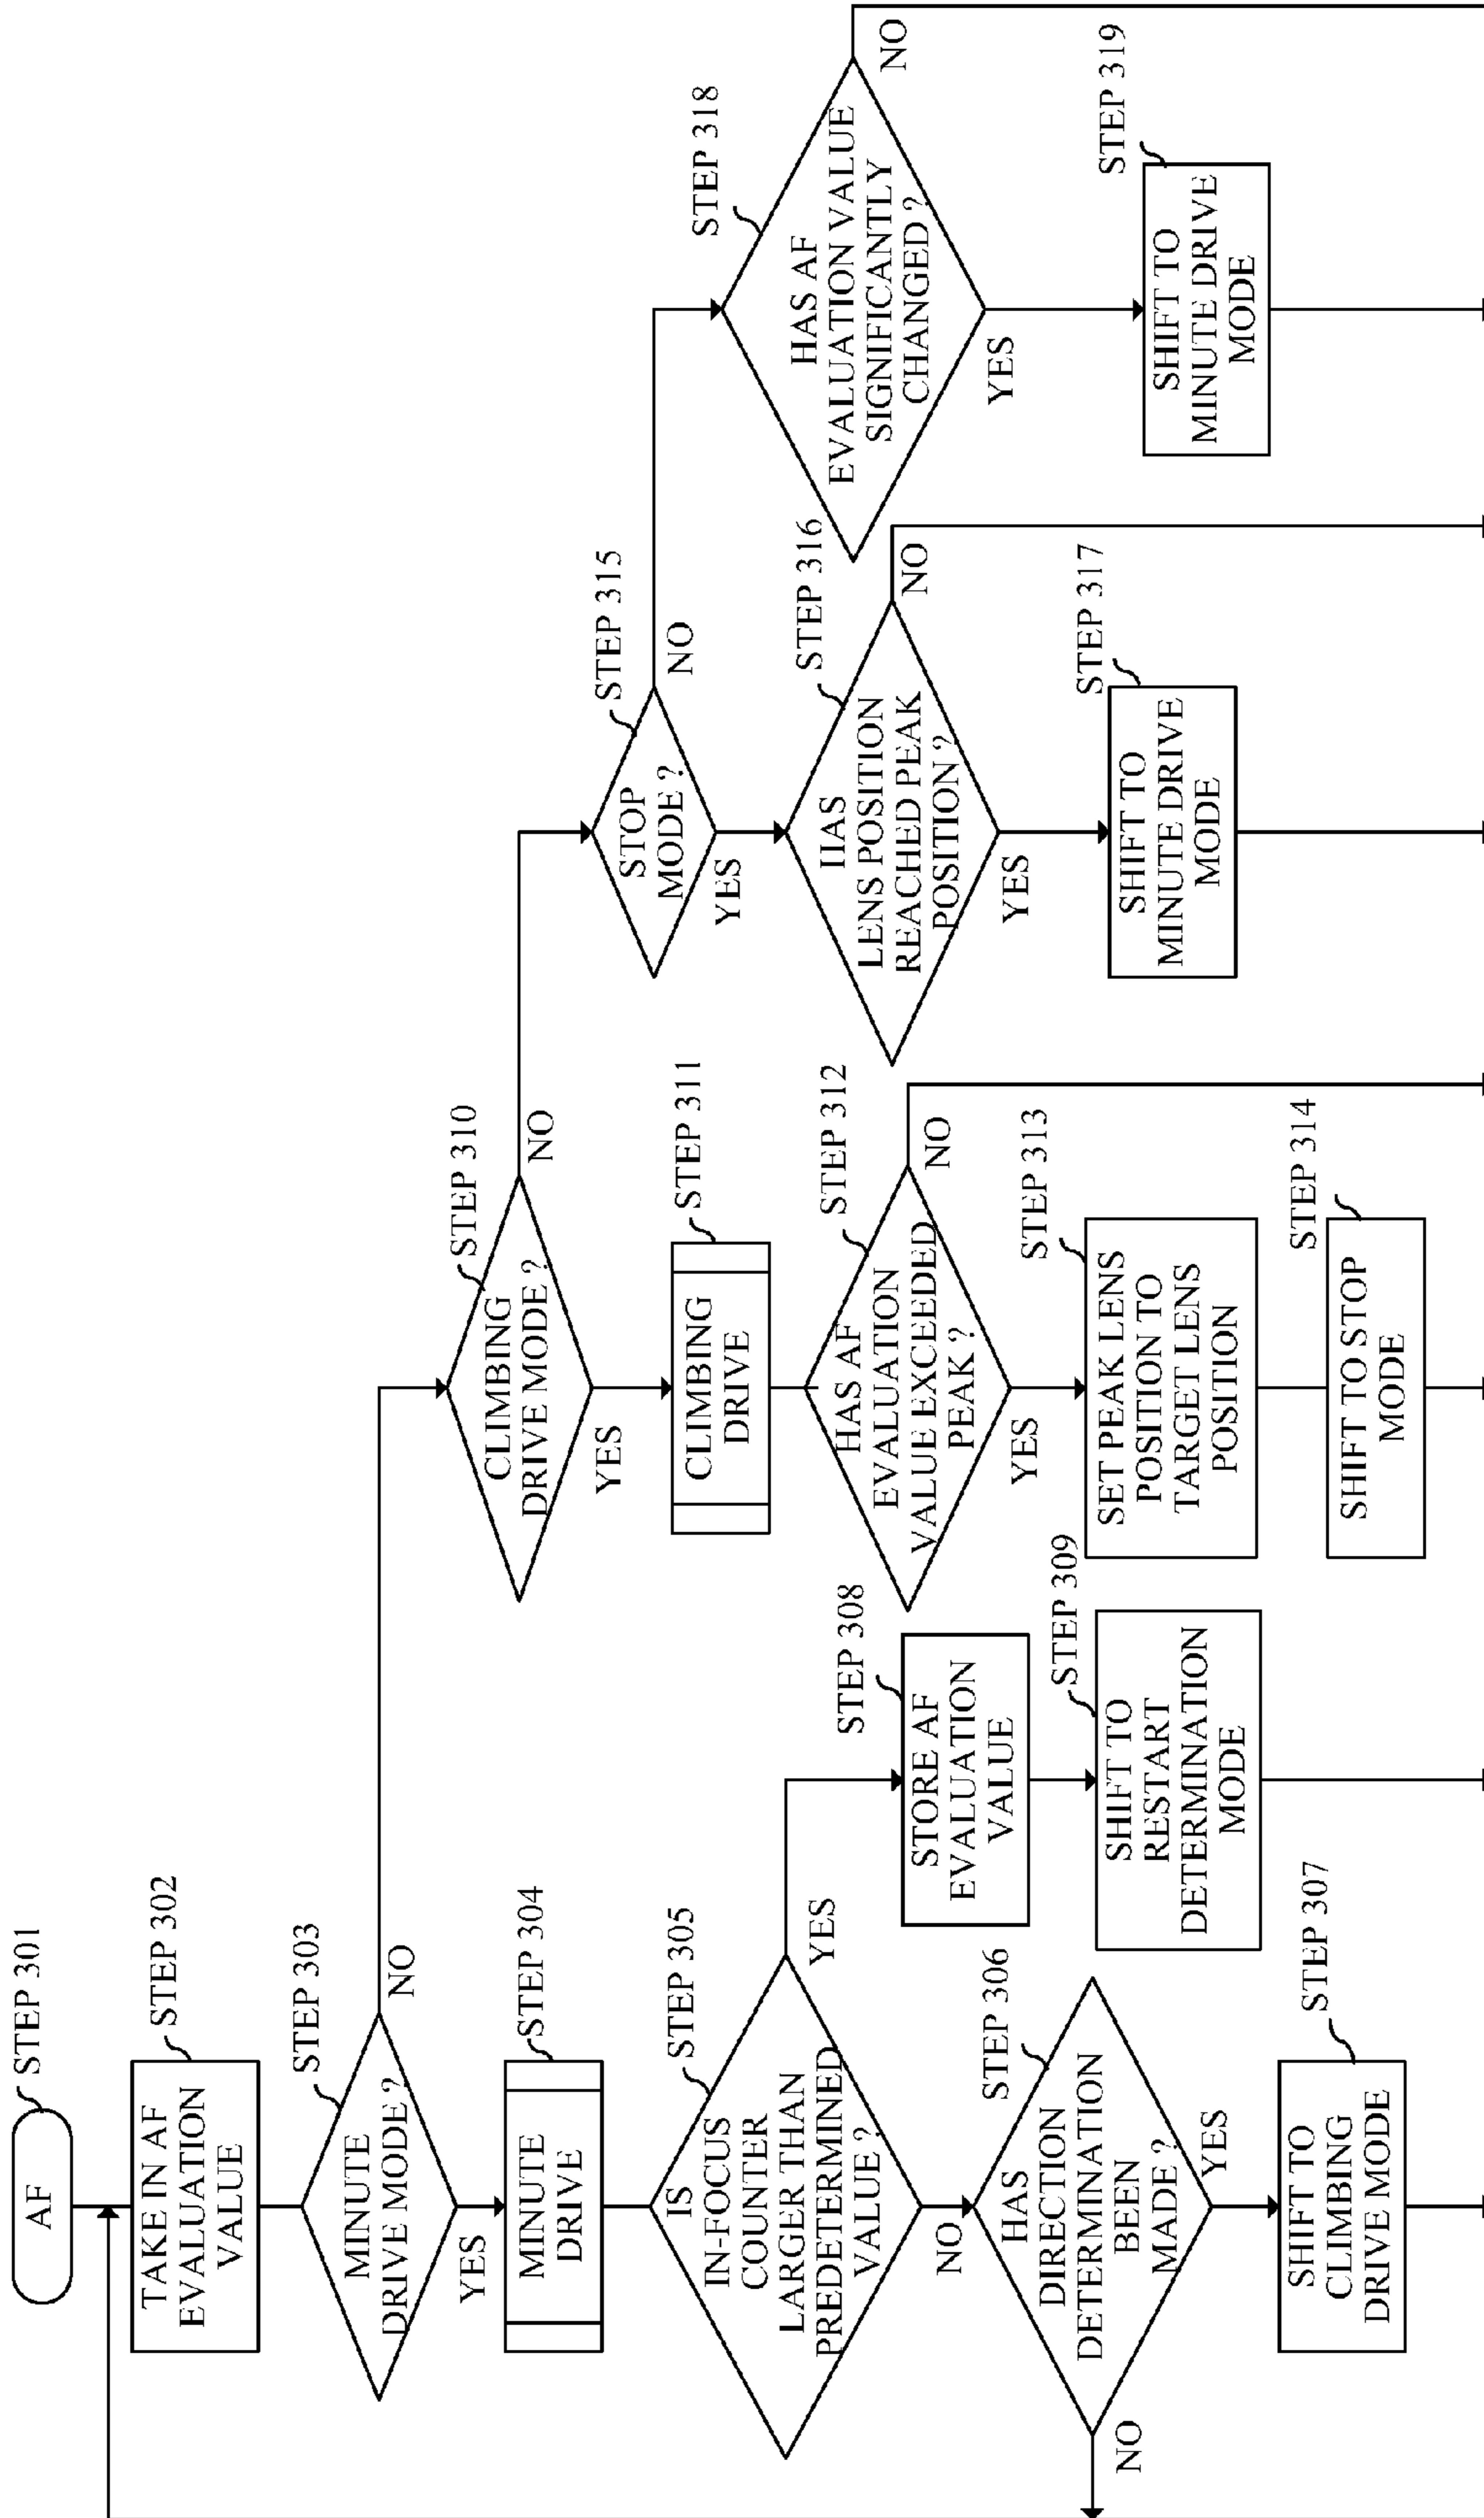 AF
STEP 301
TAKE IN AF
EVALUATION
VALUE
STEP 302
MINUTE
DRIVE MODE ?
STEP 303
NO
YES
MINUTE
DRIVE
STEP 304
IS
IN-FOCUS
COUNTER
LARGER THAN
PREDETERMINED
VALUE ?
STEP 305
YES
NO
HAS
DIRECTION
DETERMINATION
BEEN
MADE ?
STEP 306
NO
YES
SHIFT TO
CLIMBING
DRIVE MODE
STEP 307
STORE AF
EVALUATION
VALUE
STEP 308
SHIFT TO
RESTART
DETERMINATION
MODE
STEP 309
CLIMBING
DRIVE MODE ?
STEP 310
NO
YES
CLIMBING
DRIVE
STEP 311
HAS AF
EVALUATION
VALUE EXCEEDED
PEAK ?
STEP 312
NO
YES
SET PEAK LENS
POSITION TO
TARGET LENS
POSITION
STEP 313
SHIFT TO STOP
MODE
STEP 314
STOP
MODE ?
STEP 315
NO
YES
HAS
LENS POSITION
REACHED PEAK
POSITION ?
STEP 316
NO
YES
SHIFT TO
MINUTE DRIVE
MODE
STEP 317
HAS AF
EVALUATION VALUE
SIGNIFICANTLY
CHANGED ?
STEP 318
NO
YES
SHIFT TO
MINUTE DRIVE
MODE
STEP 319